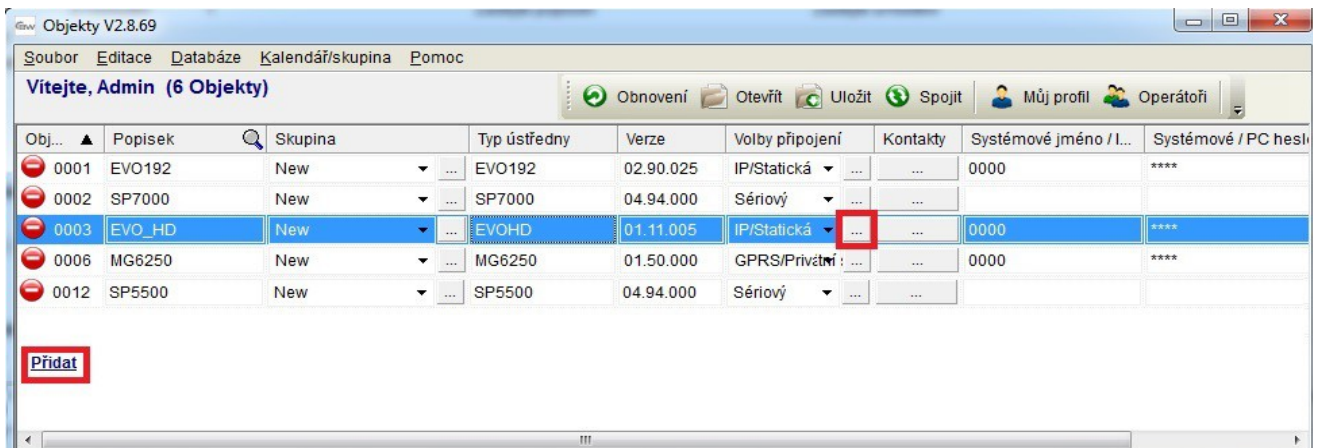 Objekty V2.8.69
Soubor Editace Databáze Kalendář/skupina Pomoc
Vítejte, Admin (6 Objekty)
Obnovení Otevřít Uložit Spojit Můj profil Operátoři
Obj... Popisek Skupina Typ ústředny Verze Volby připojení Kontakty Systémové jméno / I... Systémové / PC hesl
0001 EVO192 New ... EVO192 02.90.025 IP/Statická ... ... 0000 ****
0002 SP7000 New ... SP7000 04.94.000 Sériový ... ...
0003 EVO_HD New ... EVOHD 01.11.005 IP/Statická ... ... 0000 ****
0006 MG6250 New ... MG6250 01.50.000 GPRS/Privátní ... ... 0000 ****
0012 SP5500 New ... SP5500 04.94.000 Sériový ... ...
Přidat